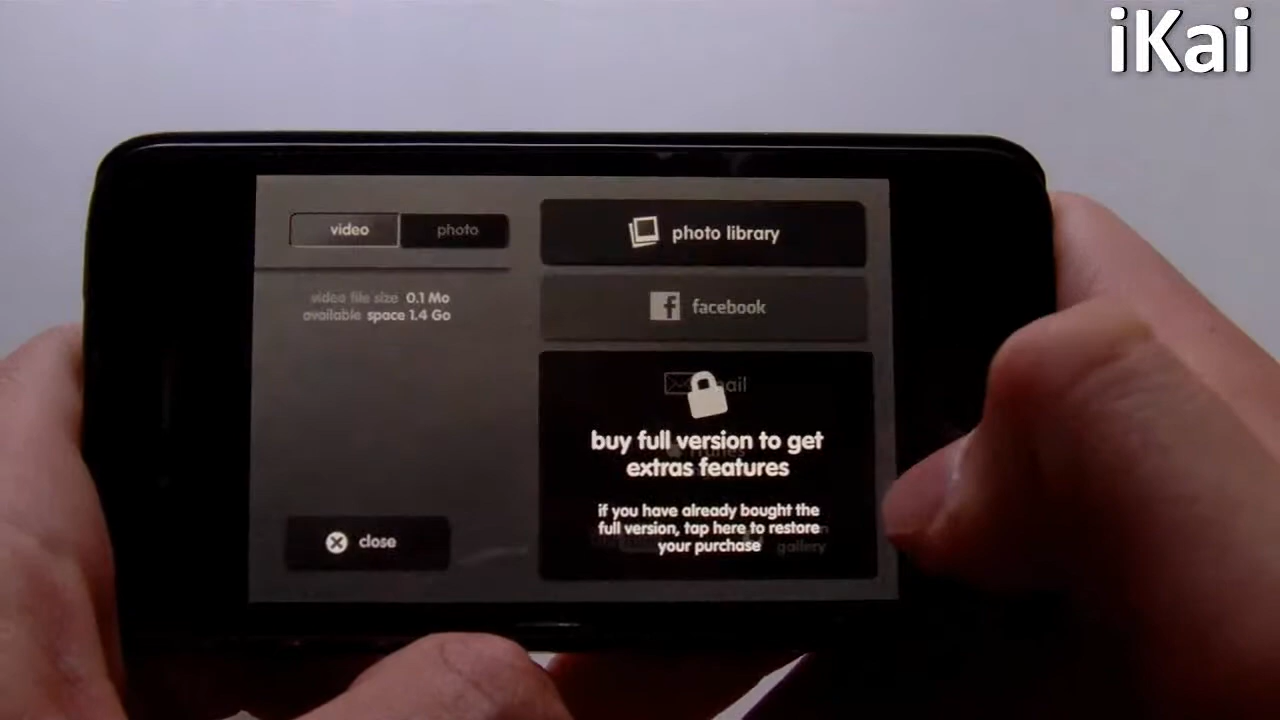 iKai
video
photo
video file size 0.1 Mo
available space 1.4 Go
close
photo library
facebook
buy full version to get
extras features
if you have already bought the
full version, tap here to restore
your purchase
gallery